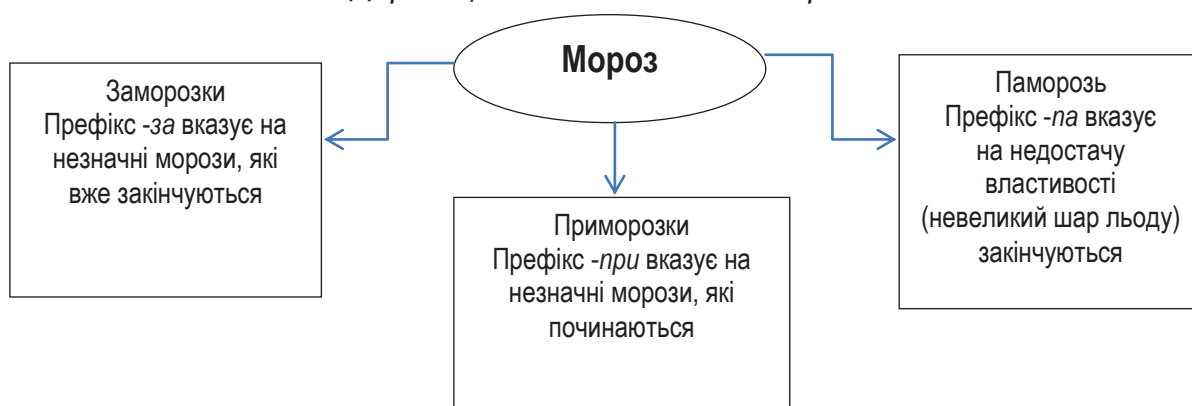 Мороз
Заморозки
Префікс -за вказує на
незначні морози, які
вже закінчуються
Приморозки
Префікс -при вказує на
незначні морози, які
починаються
Паморозь
Префікс -па вказує
на недостачу
властивості
(невеликий шар льоду)
закінчуються